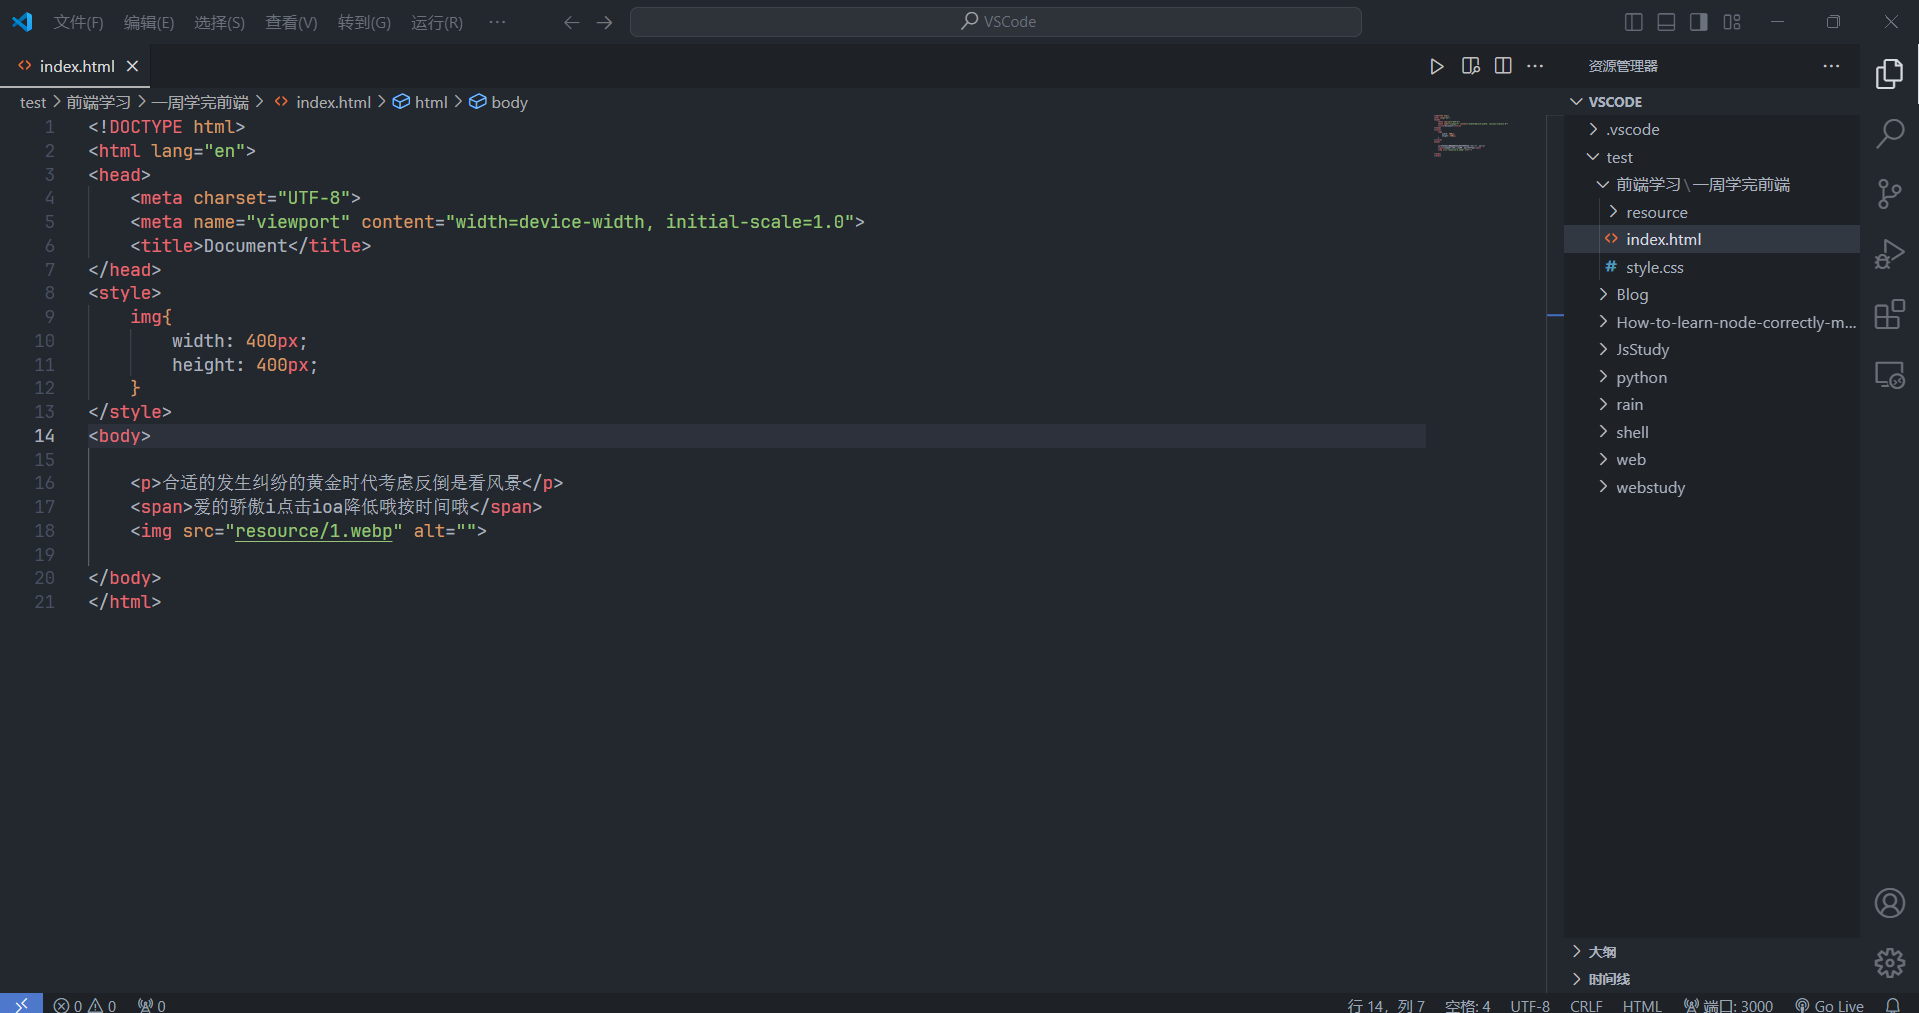 文件(F) 编辑(E) 选择(S) 查看(V) 转到(G) 运行(R) ··· VSCode
index.html
资源管理器
test > 前端学习 > 一周学完前端 > index.html > html > body
1 <!DOCTYPE html>
2 <html lang="en">
3 <head>
4     <meta charset="UTF-8">
5     <meta name="viewport" content="width=device-width, initial-scale=1.0">
6     <title>Document</title>
7 </head>
8 <style>
9     img{
10         width: 400px;
11         height: 400px;
12     }
13 </style>
14 <body>
15
16     <p>合适的发生纠纷的黄金时代考虑反倒是看风景</p>
17     <span>爱的骄傲i点击ioa降低哦按时间哦</span>
18     <img src="resource/1.webp" alt="">
19
20 </body>
21 </html>
VSCODE
.vscode
test
前端学习\一周学完前端
resource
index.html
# style.css
Blog
How-to-learn-node-correctly-m...
JsStudy
python
rain
shell
web
webstudy
大纲
时间线
0 0 0 行 14, 列 7 空格: 4 UTF-8 CRLF HTML 端口: 3000 Go Live